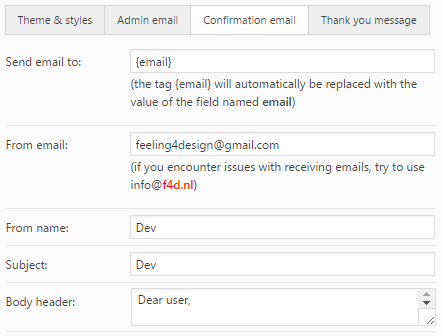 Theme & styles Admin email Confirmation email Thank you message
Send email to: {email}
(the tag {email} will automatically be replaced with the
value of the field named email)
From email: feeling4design@gmail.com
(if you encounter issues with receiving emails, try to use
info@f4d.nl)
From name: Dev
Subject: Dev
Body header: Dear user,